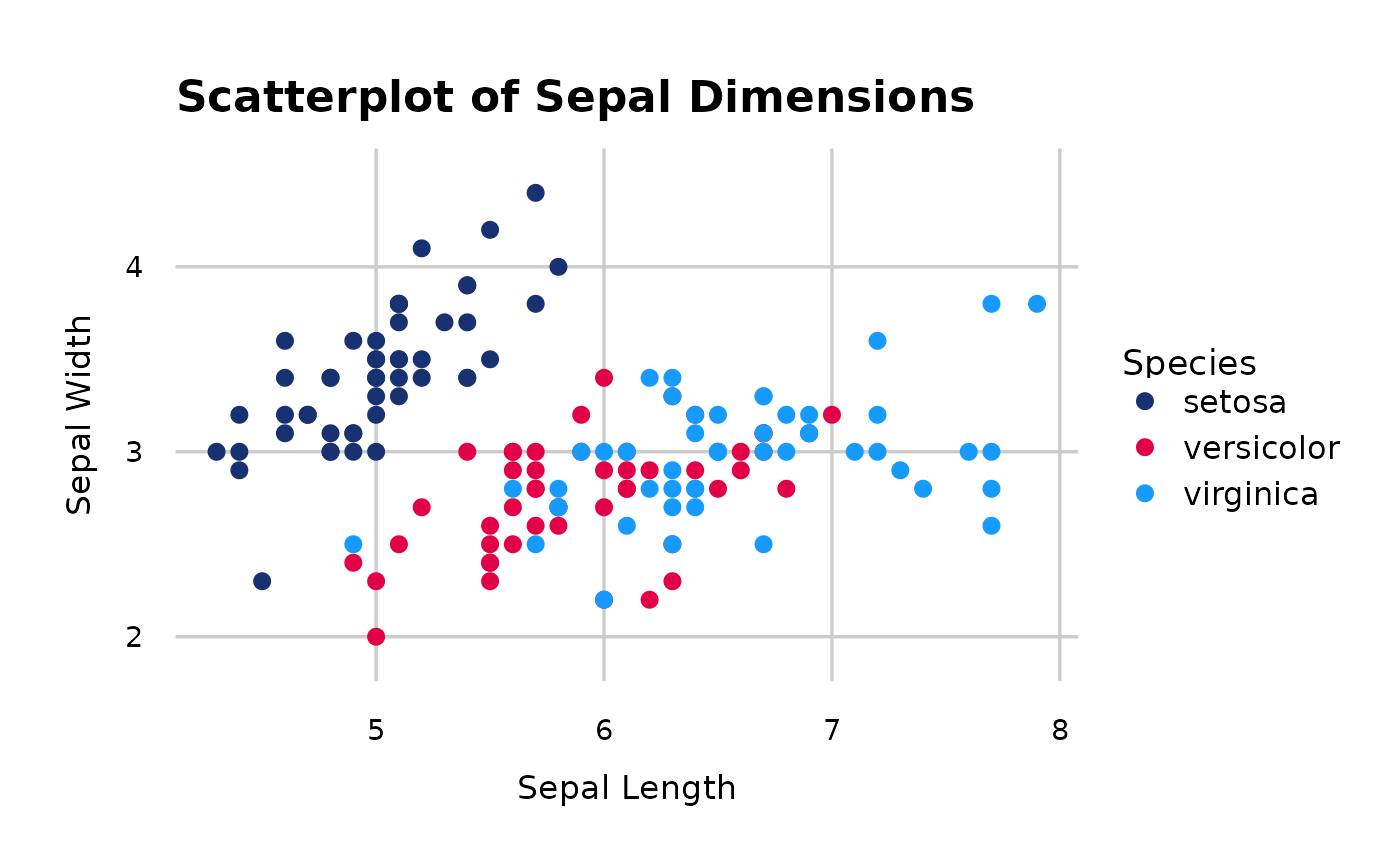 Scatterplot of Sepal Dimensions
4
3
2
Sepal Width
5 6 7 8
Sepal Length
Species
setosa
versicolor
virginica